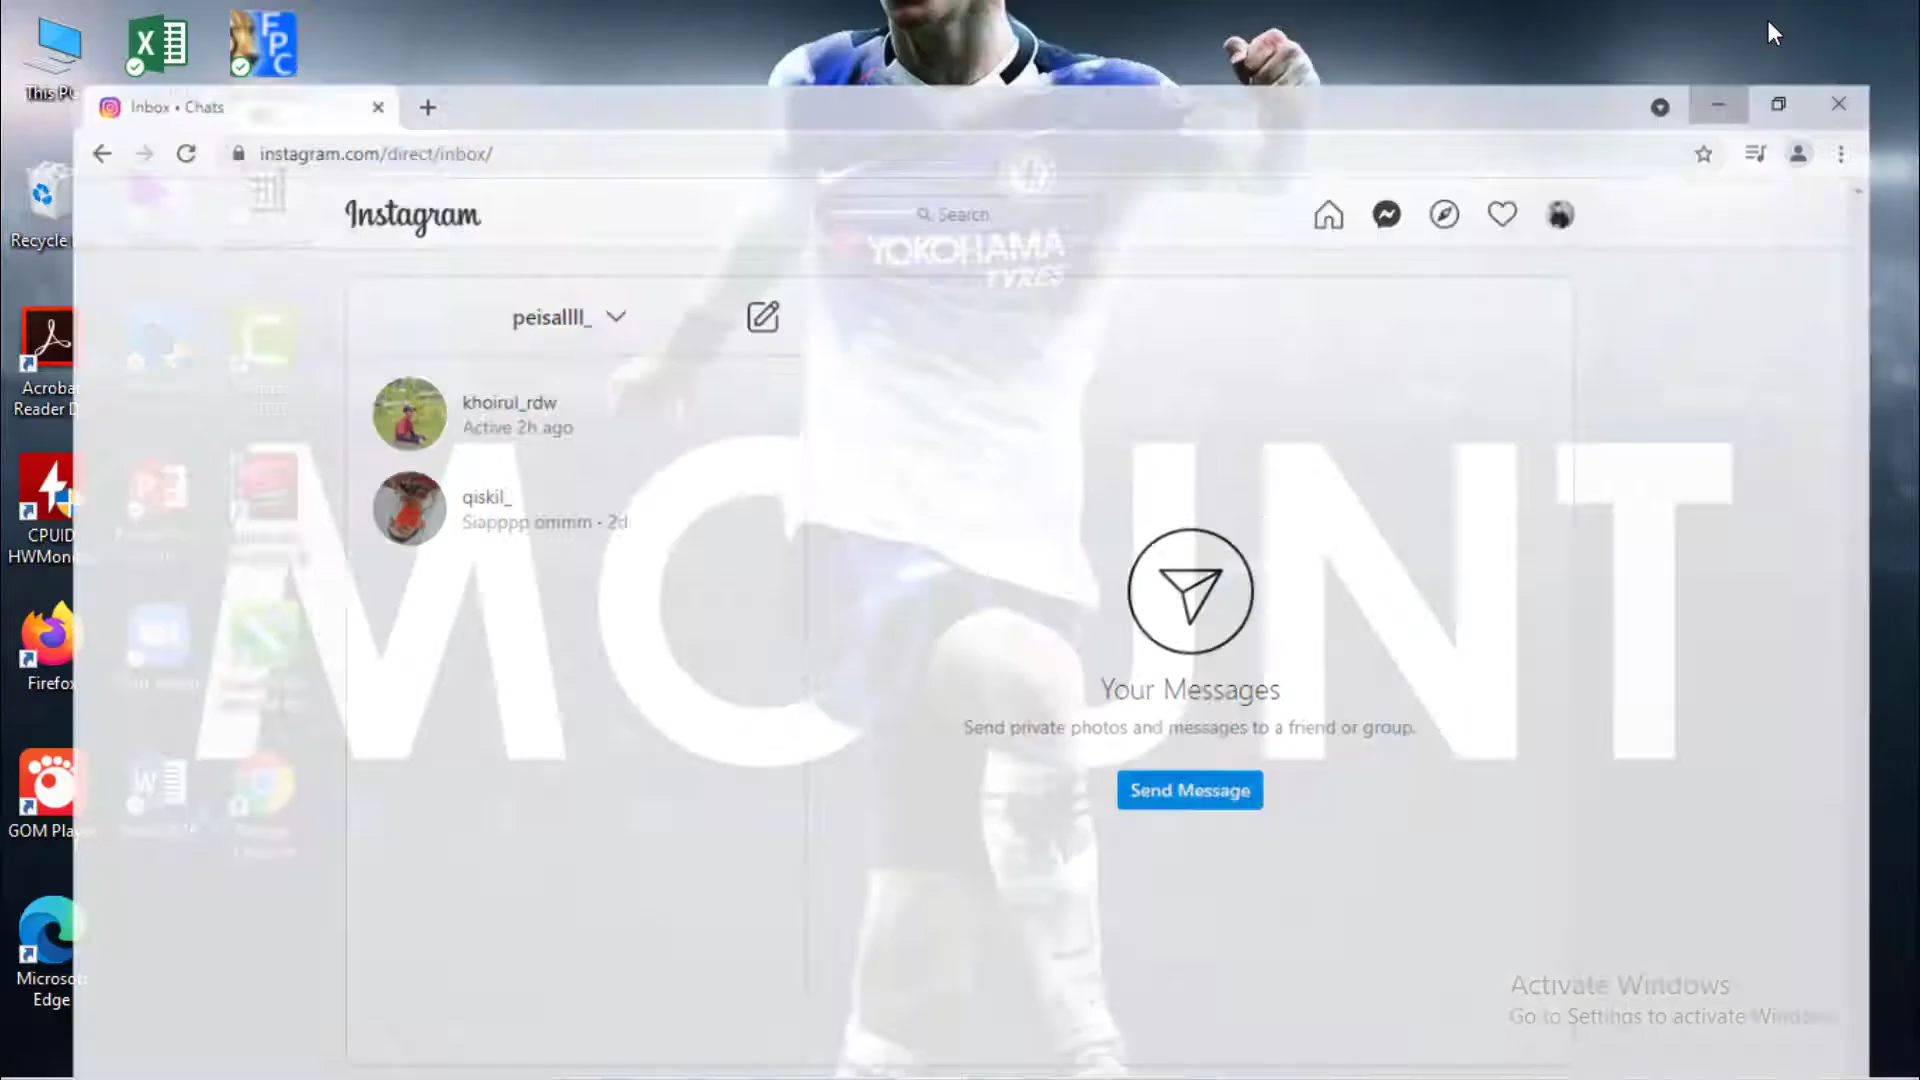 This PC
X
F
P
C
Inbox • Chats
instagram.com/direct/inbox/
Recycle
Instagram
Search
YOKOHAMA
TYRES
peisallll_
Acroba
Reader D
khoirul_rdw
Active 2h ago
qiskil_
Siapppp ommm · 2d
MOUNT
CPUID
HWMon
Firefox
Your Messages
Send private photos and messages to a friend or group.
Send Message
W
GOM Pla
Microsof
Edge
Activate Windows
Go to Settings to activate Windows.